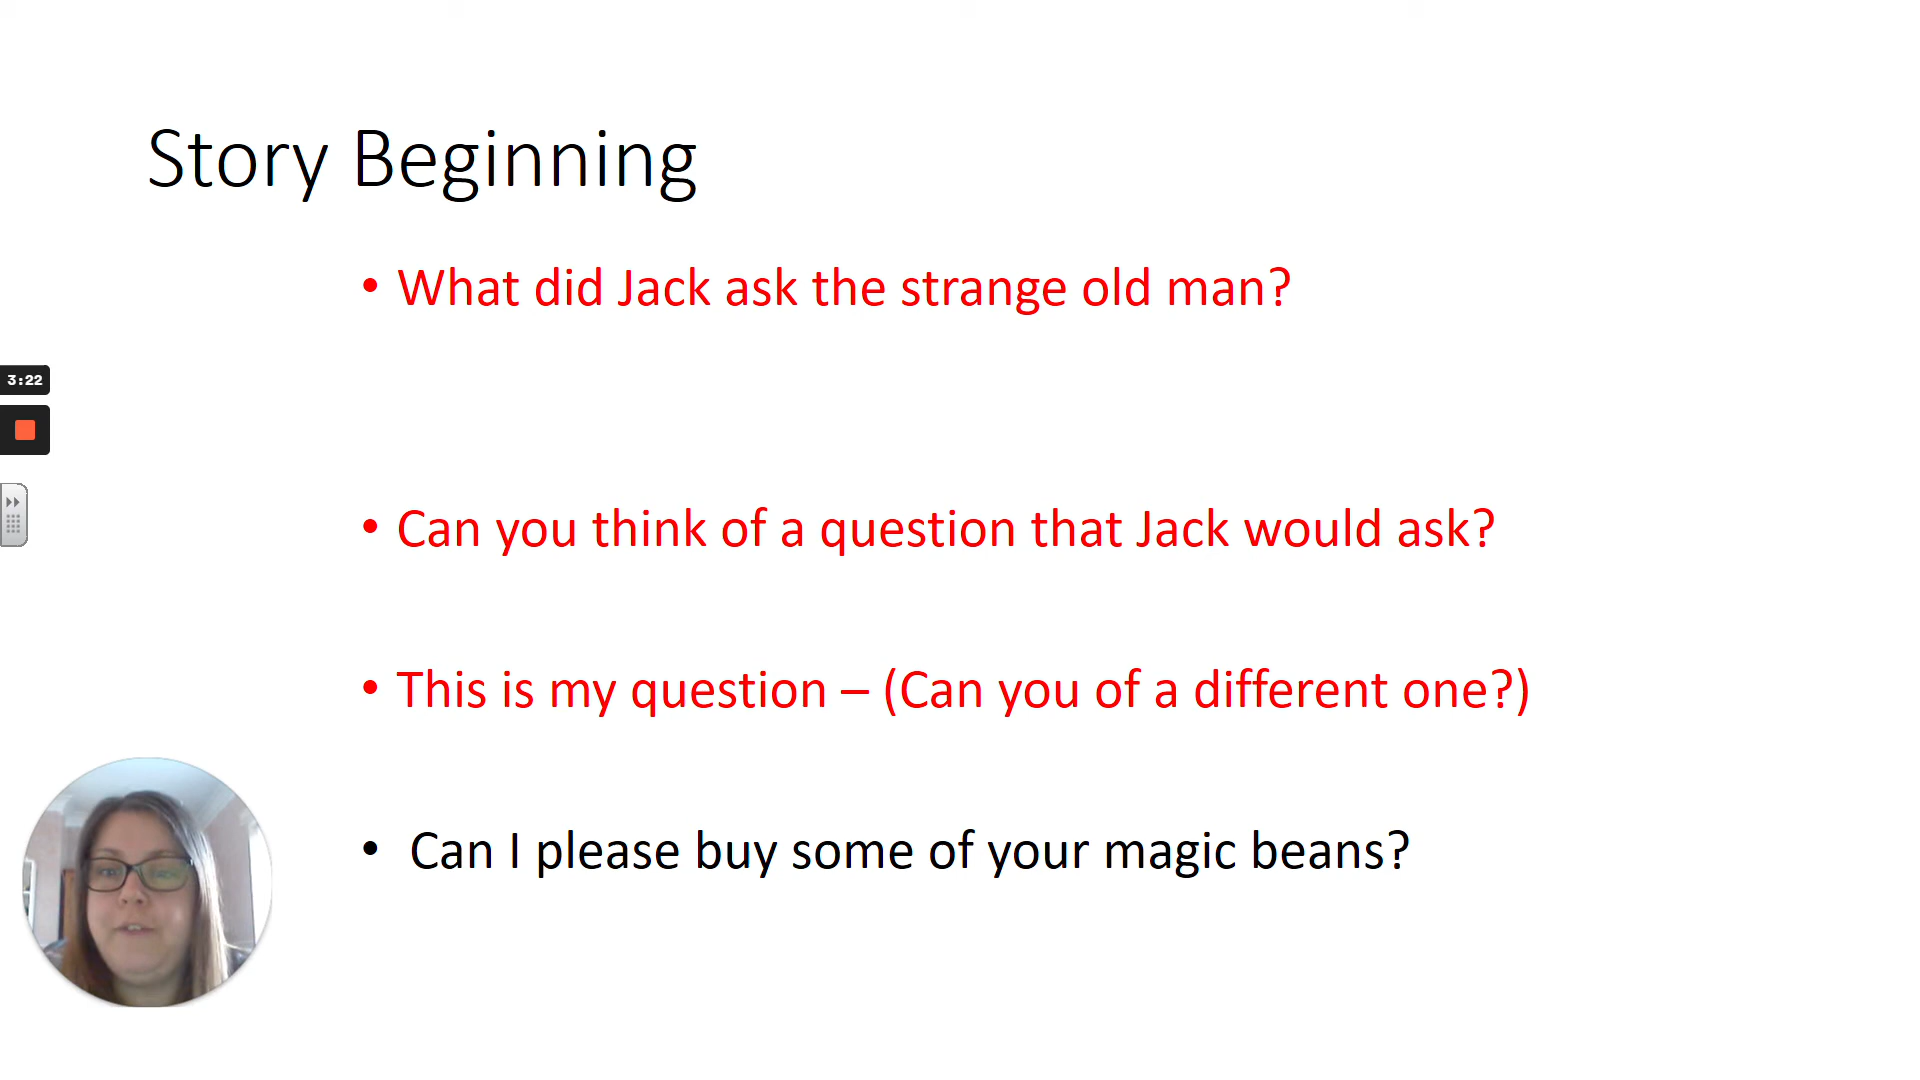 Story Beginning
• What did Jack ask the strange old man?
3:22
• Can you think of a question that Jack would ask?
• This is my question – (Can you of a different one?)
• Can I please buy some of your magic beans?